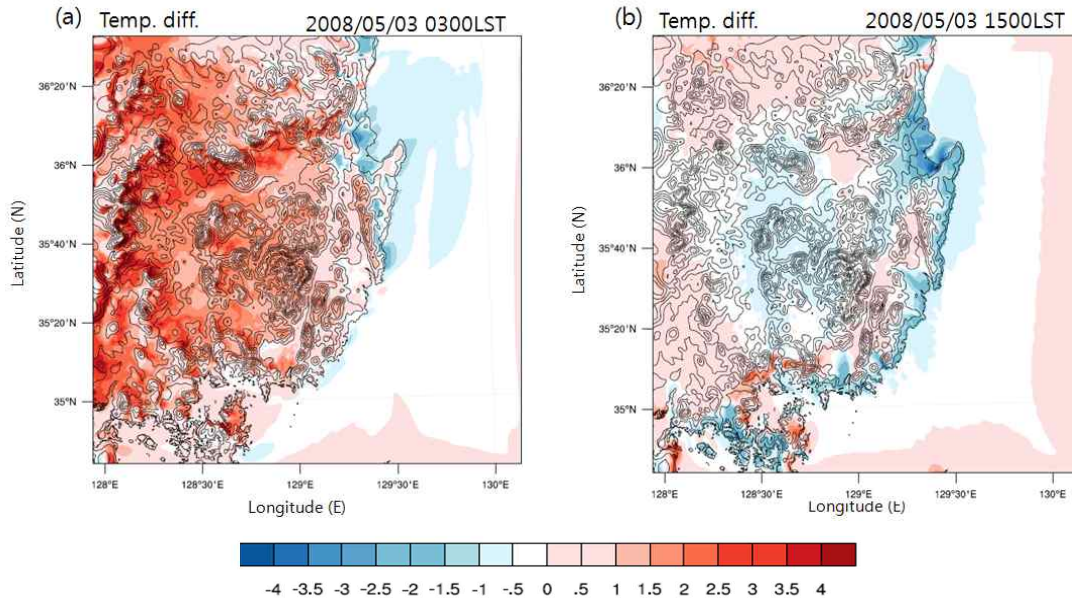 (a) Temp. diff. 2008/05/03 0300LST
36°20'N
36°N
35°40'N
35°20'N
35°N
Latitude (N)
128°E 128°30'E 129°E 129°30'E 130°E
Longitude (E)
(b) Temp. diff. 2008/05/03 1500LST
36°20'N
36°N
35°40'N
35°20'N
35°N
Latitude (N)
128°E 128°30'E 129°E 129°30'E 130°E
Longitude (E)
-4 -3.5 -3 -2.5 -2 -1.5 -1 -.5 0 .5 1 1.5 2 2.5 3 3.5 4